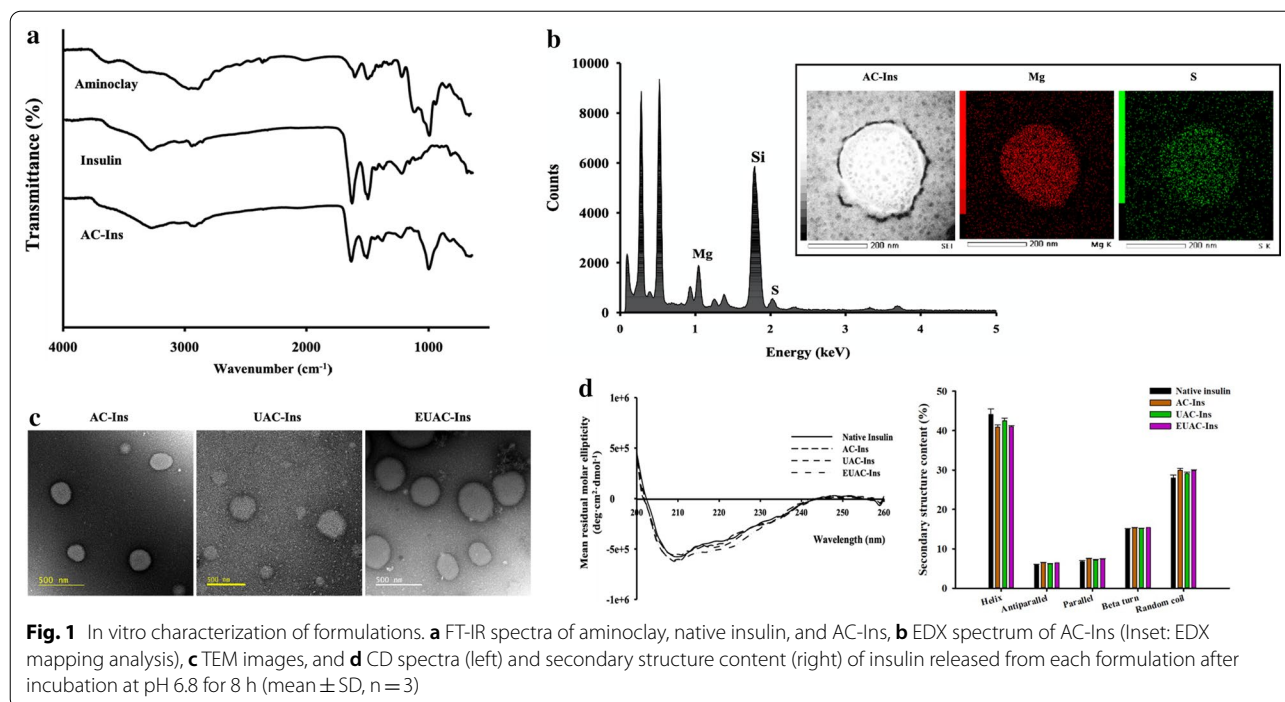 a
Transmittance (%)
Aminoclay
Insulin
AC-Ins
4000 3000 2000 1000
Wavenumber (cm⁻¹)
b
Counts
10000
8000
6000
4000
2000
0
Mg
Si
S
0 1 2 3 4 5
Energy (keV)
AC-Ins Mg S
200 nm SEI
200 nm Mg K
200 nm S K
c
AC-Ins UAC-Ins EUAC-Ins
500 nm
500 nm
500 nm
d
Mean residual molar ellipticity
(deg·cm²·dmol⁻¹)
1e+6
5e+5
0
-5e+5
-1e+6
200 210 220 230 240 250 260
Wavelength (nm)
Native Insulin
AC-Ins
UAC-Ins
EUAC-Ins
Secondary structure content (%)
50
40
30
20
10
0
Native insulin
AC-Ins
UAC-Ins
EUAC-Ins
Helix Antiparallel Parallel Beta turn Random coil
Fig. 1 In vitro characterization of formulations. a FT-IR spectra of aminoclay, native insulin, and AC-Ins, b EDX spectrum of AC-Ins (Inset: EDX
mapping analysis), c TEM images, and d CD spectra (left) and secondary structure content (right) of insulin released from each formulation after
incubation at pH 6.8 for 8 h (mean ± SD, n = 3)